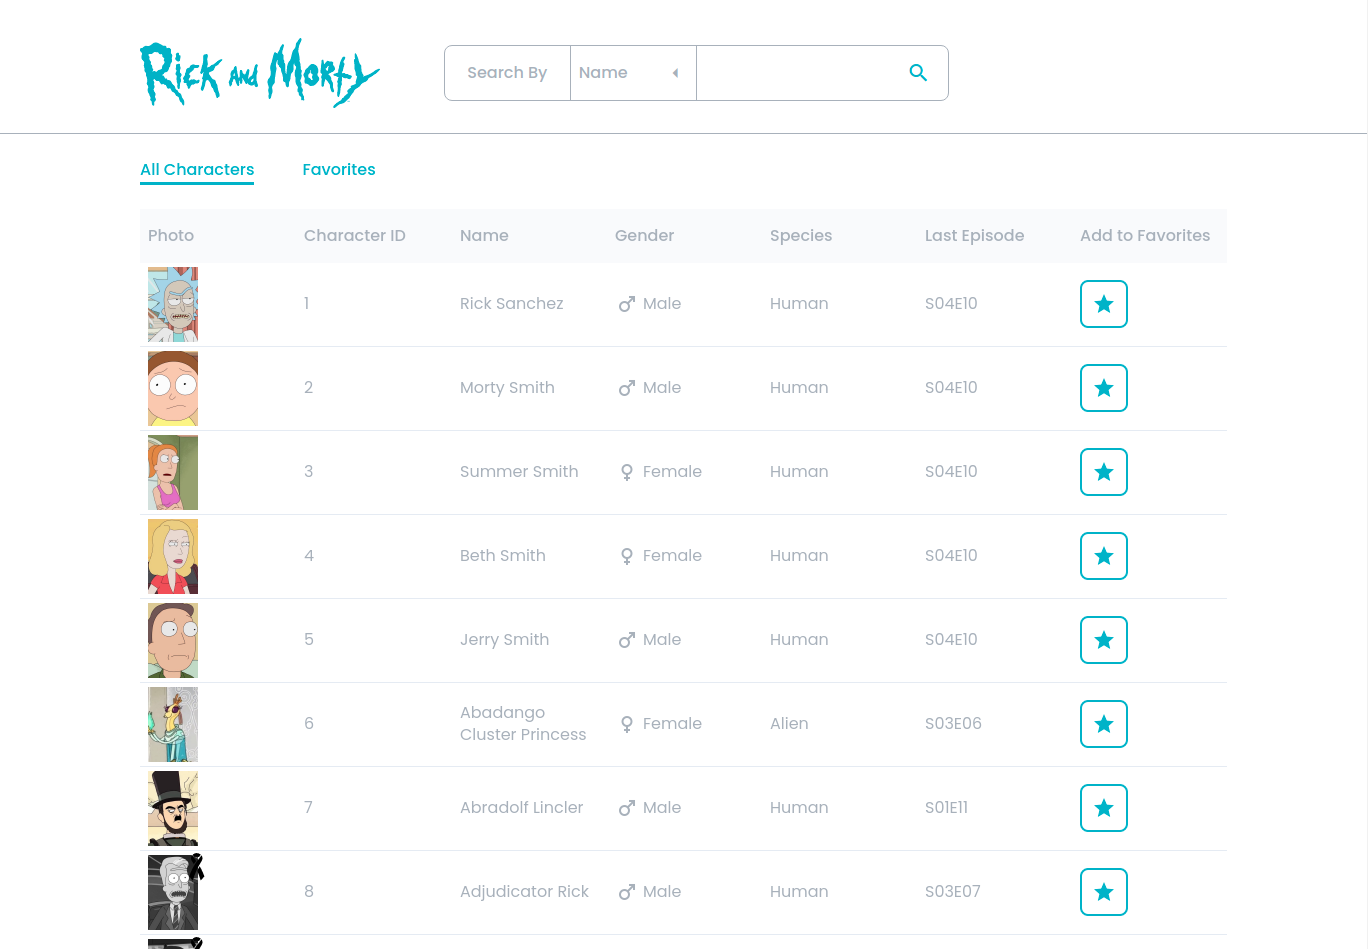 Rick and Morty
Search By Name
All Characters Favorites
Photo Character ID Name Gender Species Last Episode Add to Favorites
1 Rick Sanchez Male Human S04E10
2 Morty Smith Male Human S04E10
3 Summer Smith Female Human S04E10
4 Beth Smith Female Human S04E10
5 Jerry Smith Male Human S04E10
6 Abadango Cluster Princess Female Alien S03E06
7 Abradolf Lincler Male Human S01E11
8 Adjudicator Rick Male Human S03E07